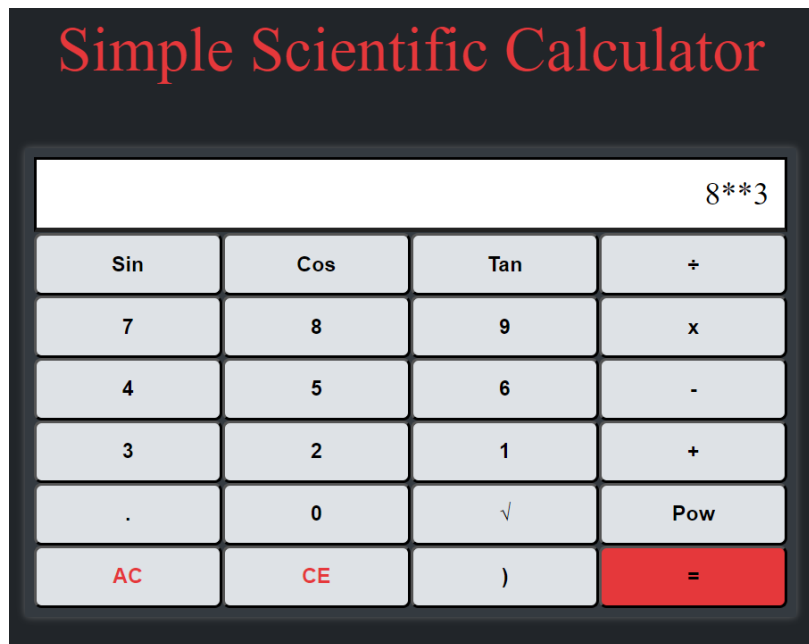 Simple Scientific Calculator
8**3
Sin Cos Tan ÷
7 8 9 x
4 5 6 -
3 2 1 +
. 0 √ Pow
AC CE ) =